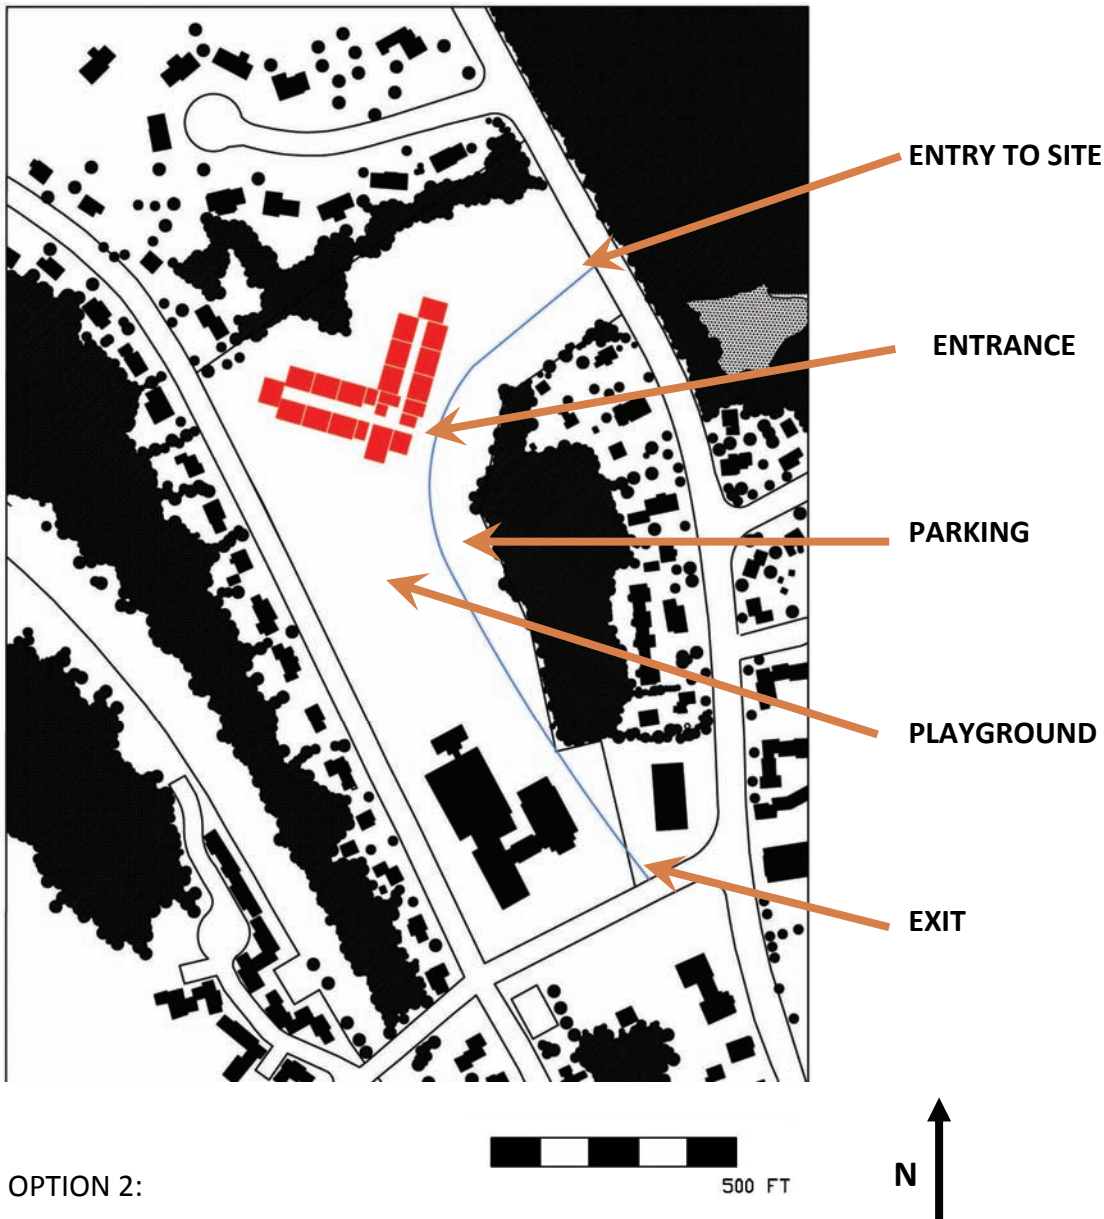 ENTRY TO SITE
ENTRANCE
PARKING
PLAYGROUND
EXIT
500 FT
N
OPTION 2: